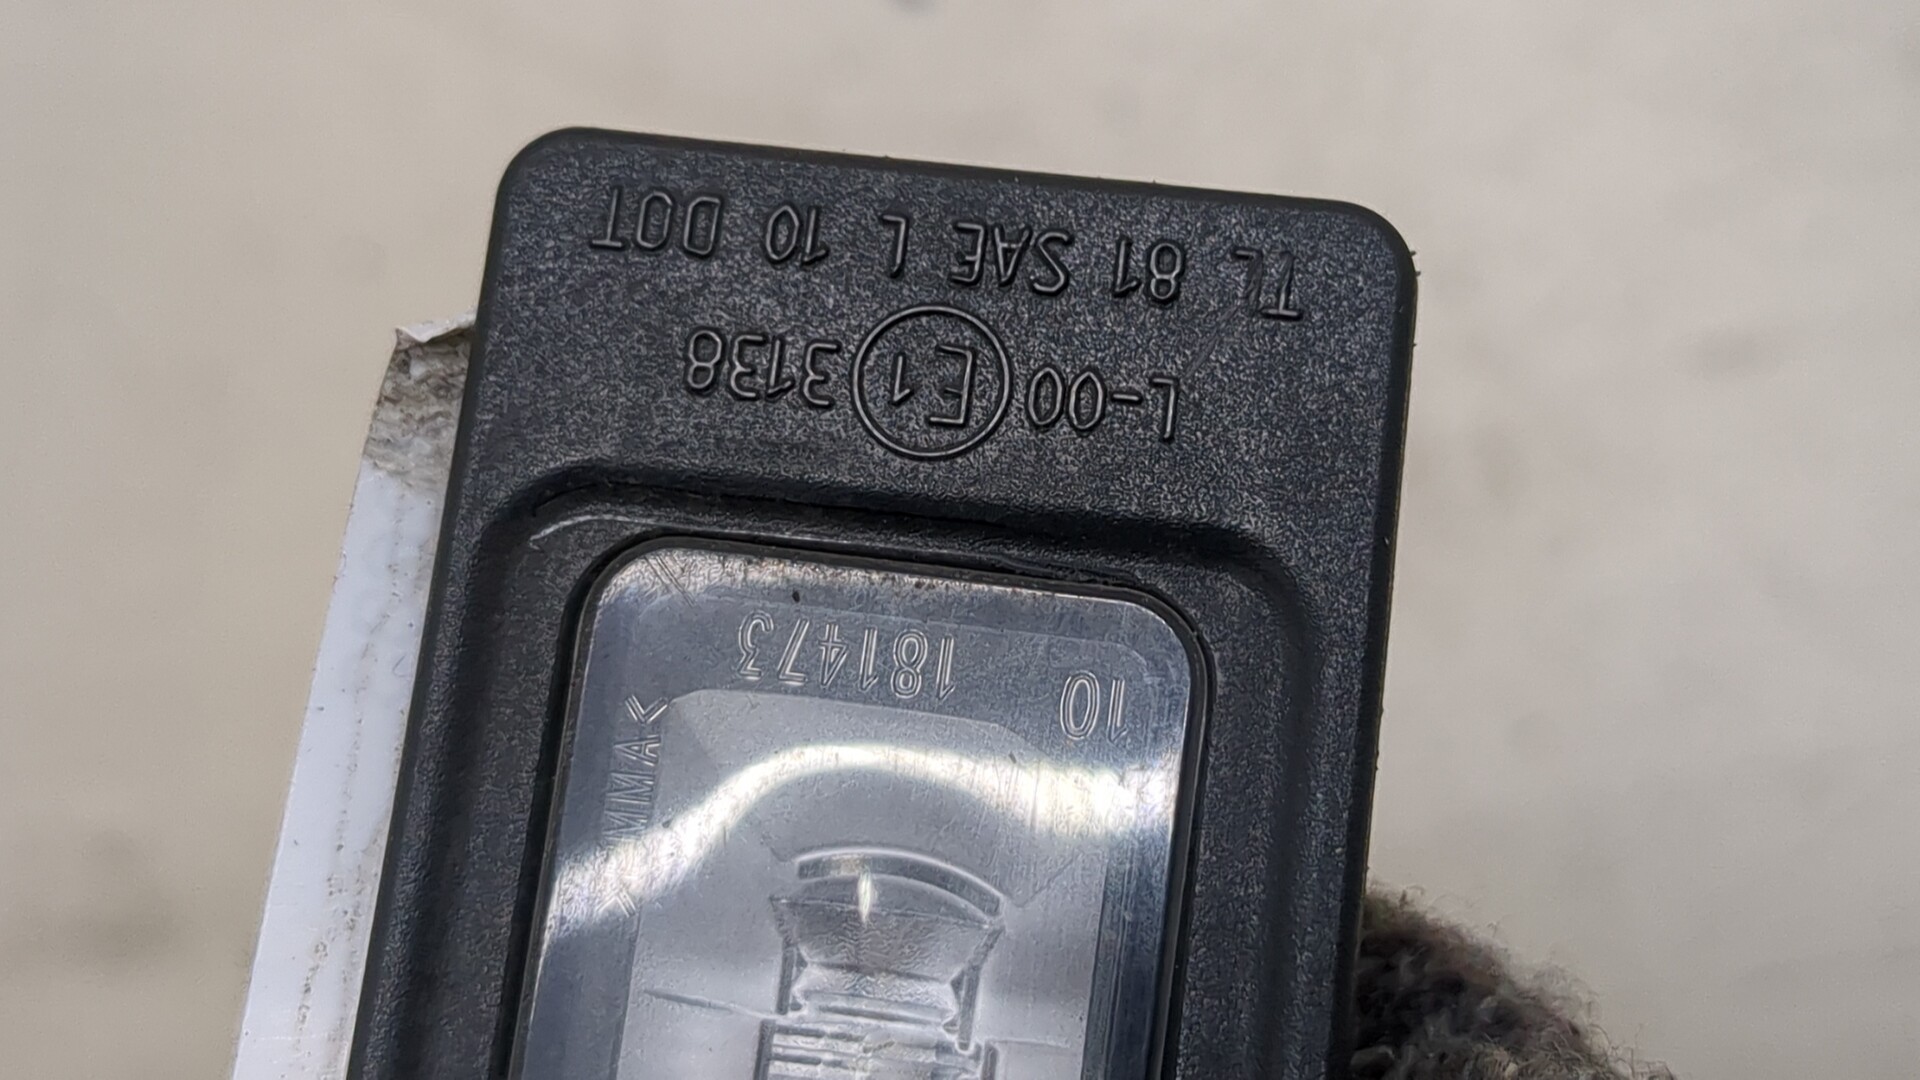 10 181473
L-00 E1 3138
TL 81 SAE L 10 DOT